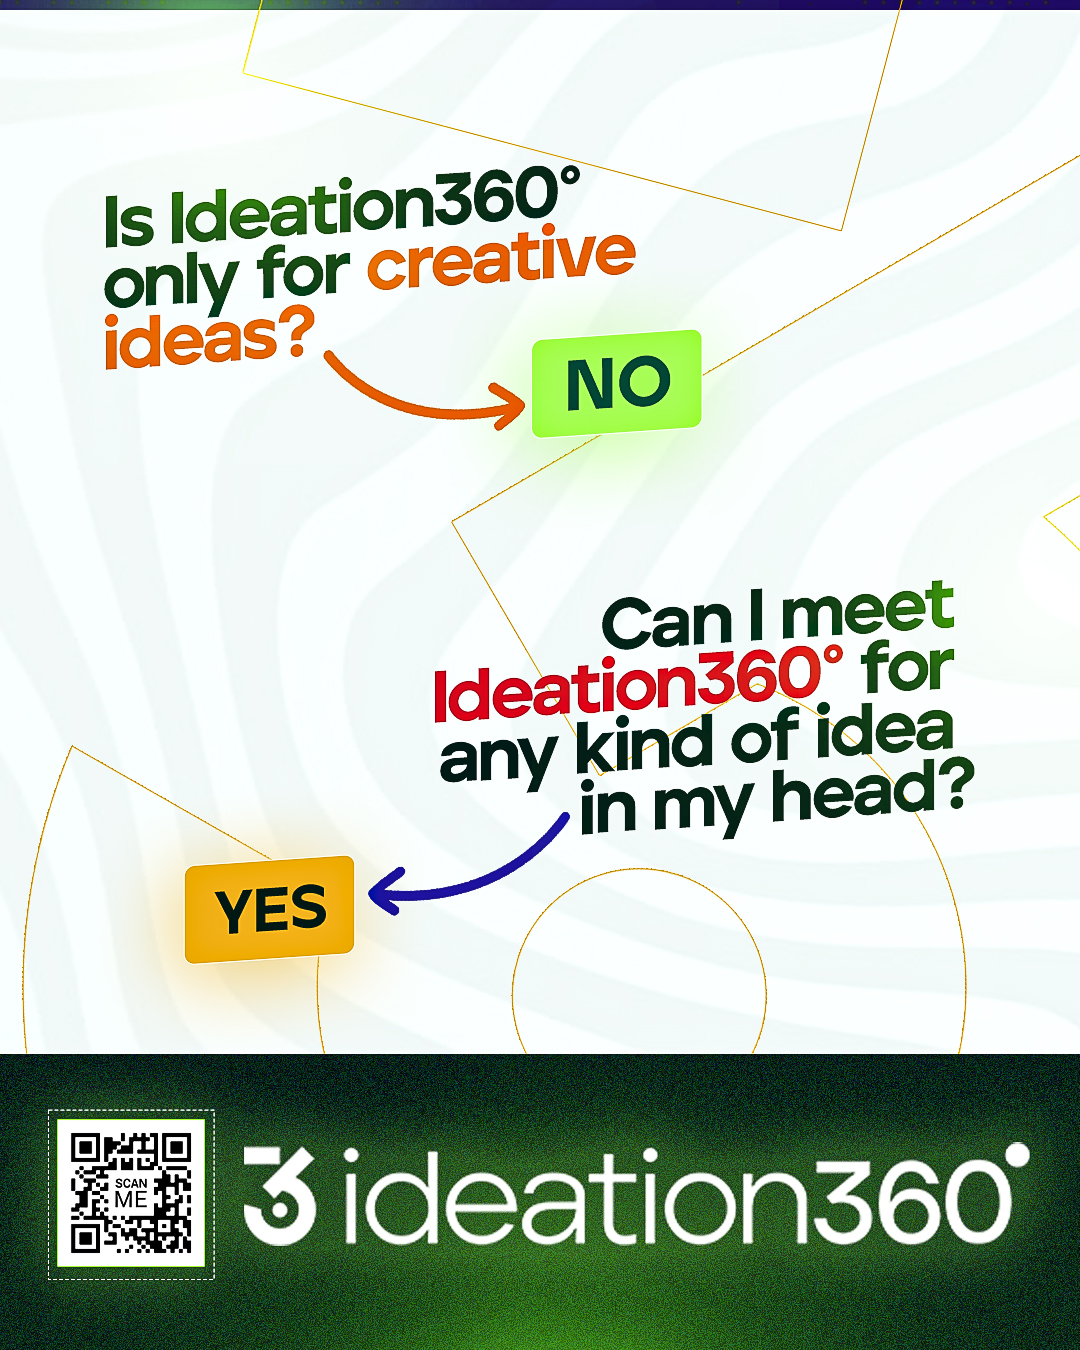 Is Ideation360°
only for creative
ideas?
NO
Can I meet
Ideation360° for
any kind of idea
in my head?
YES
SCAN
ME
ideation360°